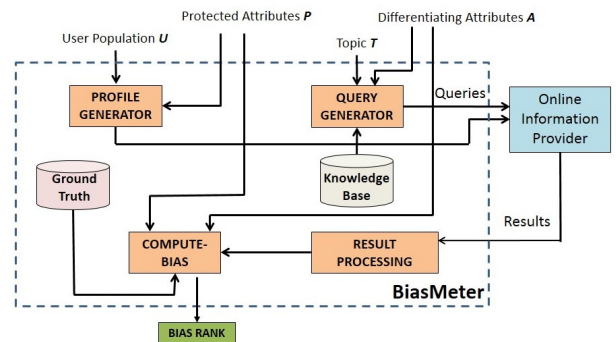 Protected Attributes P
Differentiating Attributes A
User Population U
Topic T
PROFILE
GENERATOR
QUERY
GENERATOR
Queries
Online
Information
Provider
Ground
Truth
Knowledge
Base
Results
COMPUTE-
BIAS
RESULT
PROCESSING
BiasMeter
BIAS RANK